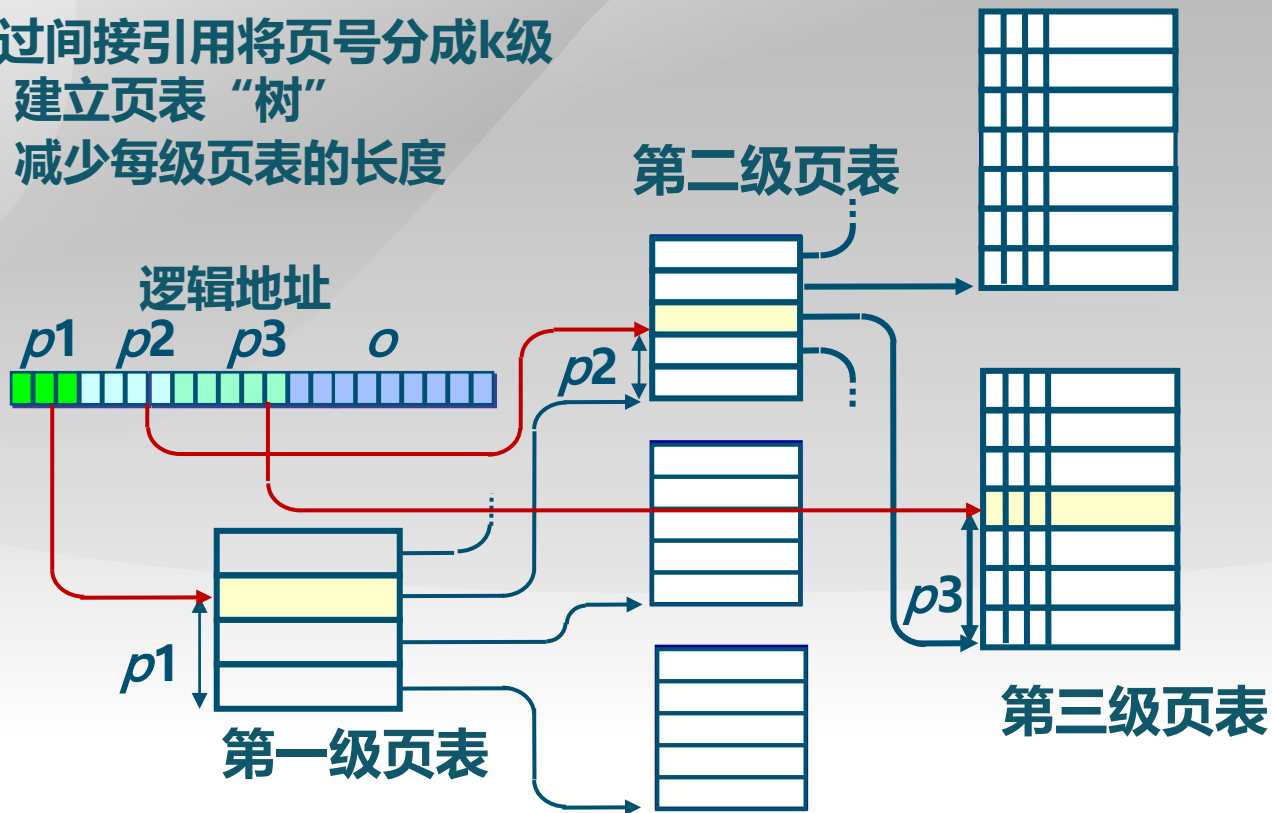 过间接引用将页号分成k级
建立页表“树”
减少每级页表的长度
第二级页表
逻辑地址
p1 p2 p3 o
p2
p3
p1
第三级页表
第一级页表